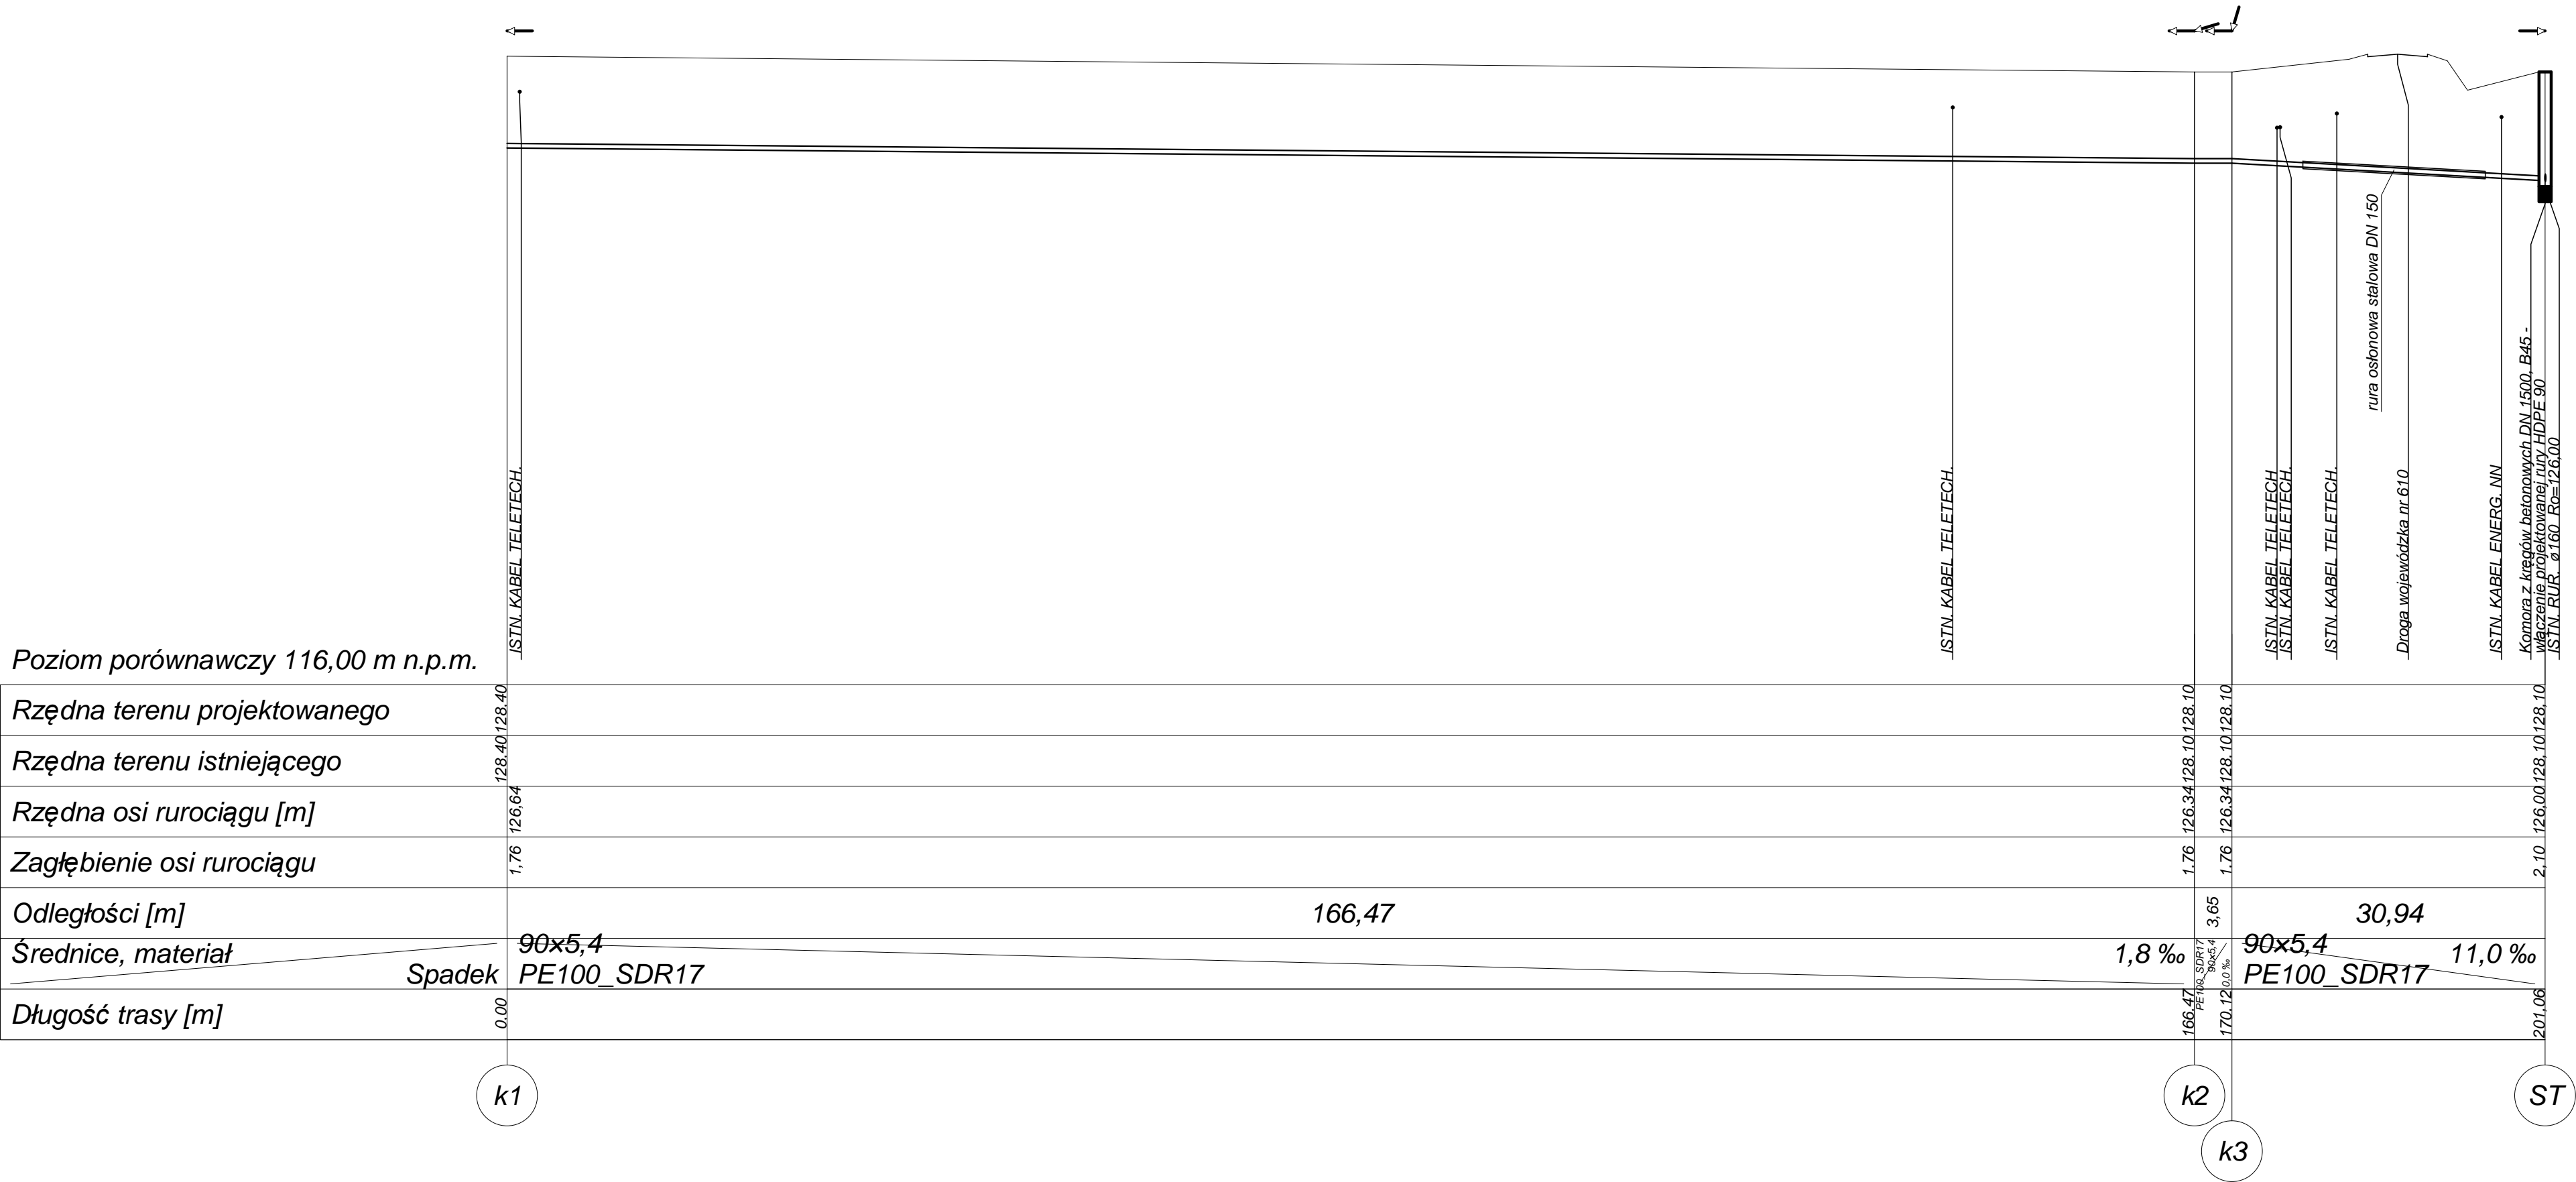 rura osłonowa stalowa DN 150
ISTN. KABEL TELETECH.
ISTN. KABEL TELETECH.
ISTN. KABEL TELETECH
ISTN. KABEL TELETECH.
ISTN. KABEL TELETECH.
Droga wojewódzka nr 610
ISTN. KABEL ENERG. NN
Komora z kręgów betonowych DN 1500, B45 -
włączenie projektowanej rury HDPE 90
ISTN. RUR. ø160 Ro=126,00
Poziom porównawczy 116,00 m n.p.m.
Rzędna terenu projektowanego
128.40
128.10
128.10
128,10
Rzędna terenu istniejącego
128.40
128.10
128.10
128,10
Rzędna osi rurociągu [m]
126,64
126.34
126.34
126,00
Zagłębienie osi rurociągu
1,76
1.76
1.76
2,10
Odległości [m]
166,47
3,65
30,94
Średnice, materiał
Spadek
90x5,4
PE100_SDR17
1,8 ‰
PE100_SDR17
90x5,4
0,0 ‰
90x5,4
PE100_SDR17
11,0 ‰
Długość trasy [m]
0.00
166.47
170.12
201,06
k1
k2
k3
ST